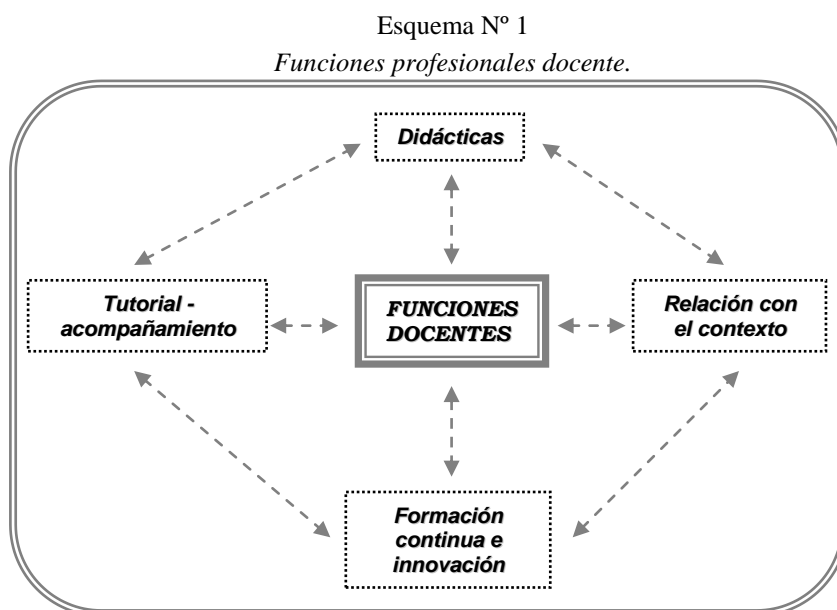 Esquema Nº 1
Funciones profesionales docente.
Didácticas
Tutorial -
acompañamiento
FUNCIONES
DOCENTES
Relación con
el contexto
Formación
continua e
innovación